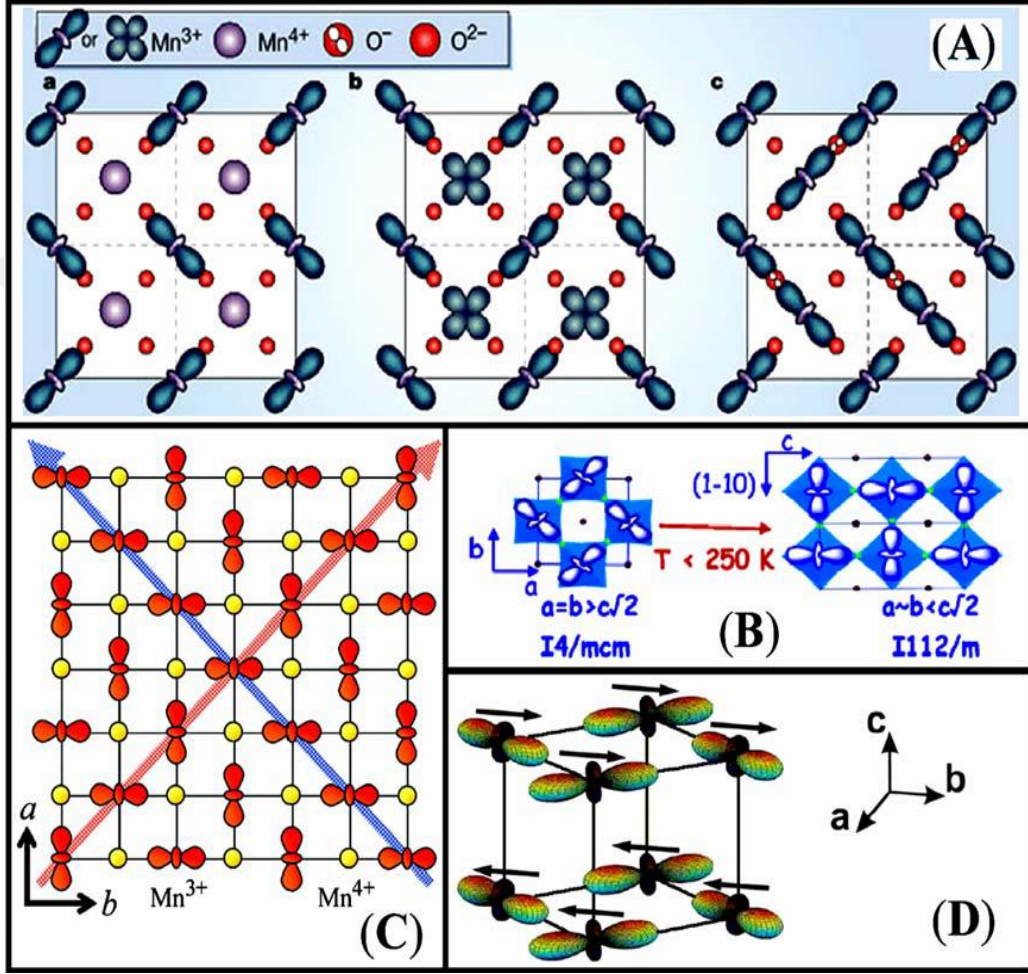 or Mn³⁺ Mn⁴⁺ O⁻ O²⁻
(A)
a b c
c
(1-10)
b
a
T < 250 K
a=b>c√2
a~b<c√2
I4/mcm
I112/m
(B)
a
b
Mn³⁺ Mn⁴⁺
(C)
c
b
a
(D)